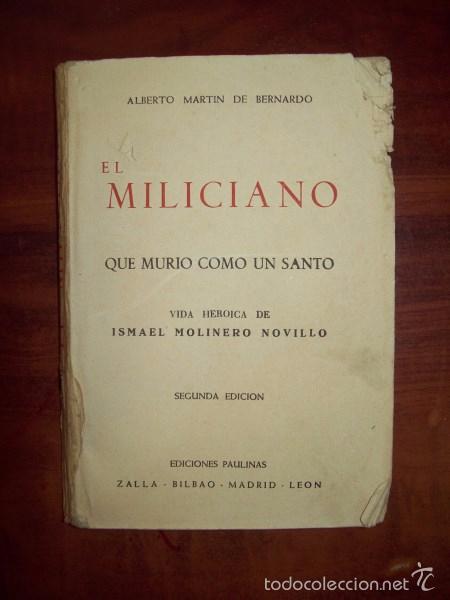 ALBERTO MARTIN DE BERNARDO
EL
MILICIANO
QUE MURIO COMO UN SANTO
VIDA HEROICA DE
ISMAEL MOLINERO NOVILLO
SEGUNDA EDICION
EDICIONES PAULINAS
ZALLA - BILBAO - MADRID - LEON
todocoleccion.net
TC